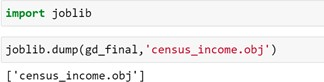 import joblib
joblib.dump(gd_final,'census_income.obj')
['census_income.obj']